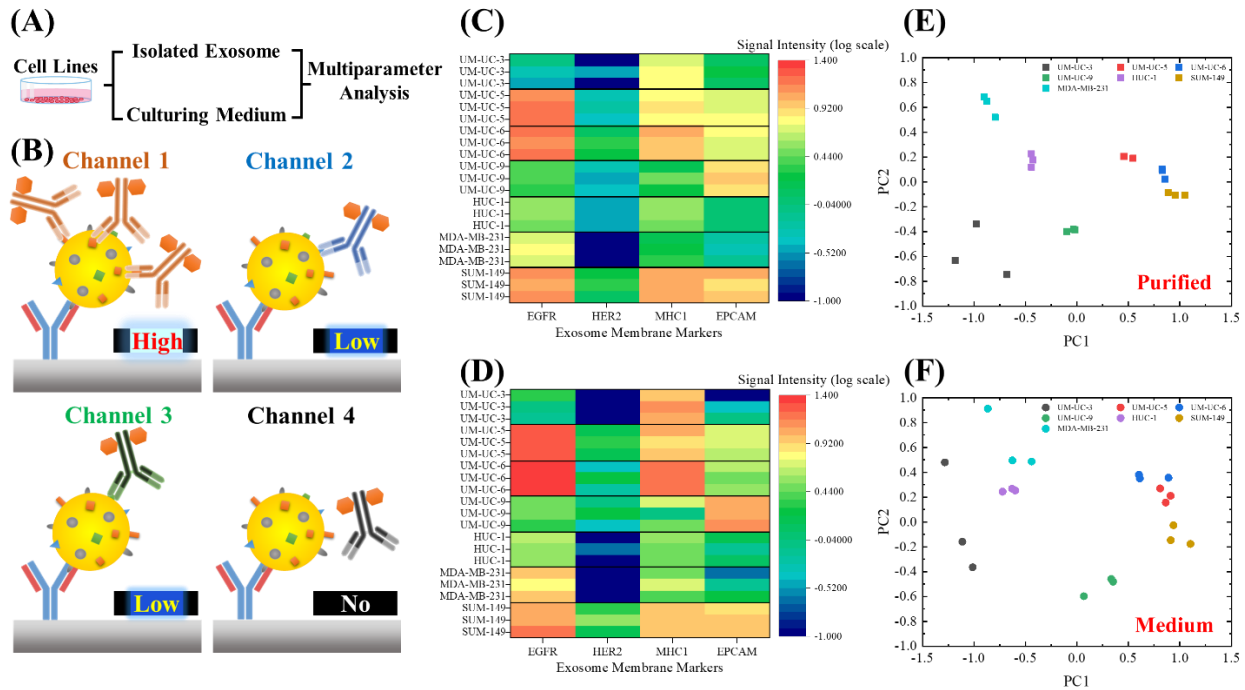 (A)
Cell Lines
Isolated Exosome
Culturing Medium
Multiparameter
Analysis
(B)
Channel 1
High
Channel 2
Low
Channel 3
Low
Channel 4
No
(C)
Signal Intensity (log scale)
UM-UC-3
UM-UC-3
UM-UC-3
UM-UC-5
UM-UC-5
UM-UC-5
UM-UC-6
UM-UC-6
UM-UC-6
UM-UC-9
UM-UC-9
UM-UC-9
HUC-1
HUC-1
HUC-1
MDA-MB-231
MDA-MB-231
MDA-MB-231
SUM-149
SUM-149
SUM-149
EGFR HER2 MHC1 EPCAM
Exosome Membrane Markers
1.400
0.9200
0.4400
-0.04000
-0.5200
-1.000
(D)
Signal Intensity (log scale)
UM-UC-3
UM-UC-3
UM-UC-3
UM-UC-5
UM-UC-5
UM-UC-5
UM-UC-6
UM-UC-6
UM-UC-6
UM-UC-9
UM-UC-9
UM-UC-9
HUC-1
HUC-1
HUC-1
MDA-MB-231
MDA-MB-231
MDA-MB-231
SUM-149
SUM-149
SUM-149
EGFR HER2 MHC1 EPCAM
Exosome Membrane Markers
1.400
0.9200
0.4400
-0.04000
-0.5200
-1.000
(E)
UM-UC-3 UM-UC-5 UM-UC-6
UM-UC-9 HUC-1 SUM-149
MDA-MB-231
1.0
0.8
0.6
0.4
0.2
0.0
-0.2
-0.4
-0.6
-0.8
-1.0
PC2
Purified
-1.5 -1.0 -0.5 0.0 0.5 1.0 1.5
PC1
(F)
UM-UC-3 UM-UC-5 UM-UC-6
UM-UC-9 HUC-1 SUM-149
MDA-MB-231
1.0
0.8
0.6
0.4
0.2
0.0
-0.2
-0.4
-0.6
-0.8
-1.0
PC2
Medium
-1.5 -1.0 -0.5 0.0 0.5 1.0 1.5
PC1